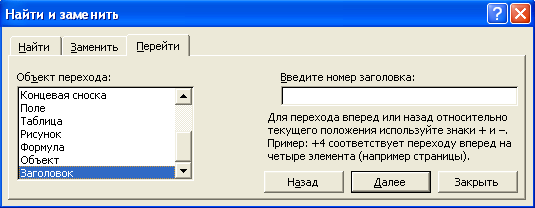 Найти и заменить
Найти Заменить Перейти
Объект перехода:
Концевая сноска
Поле
Таблица
Рисунок
Формула
Объект
Заголовок
Введите номер заголовка:
Для перехода вперед или назад относительно
текущего положения используйте знаки + и –.
Пример: +4 соответствует переходу вперед на
четыре элемента (например страницы).
Назад Далее Закрыть